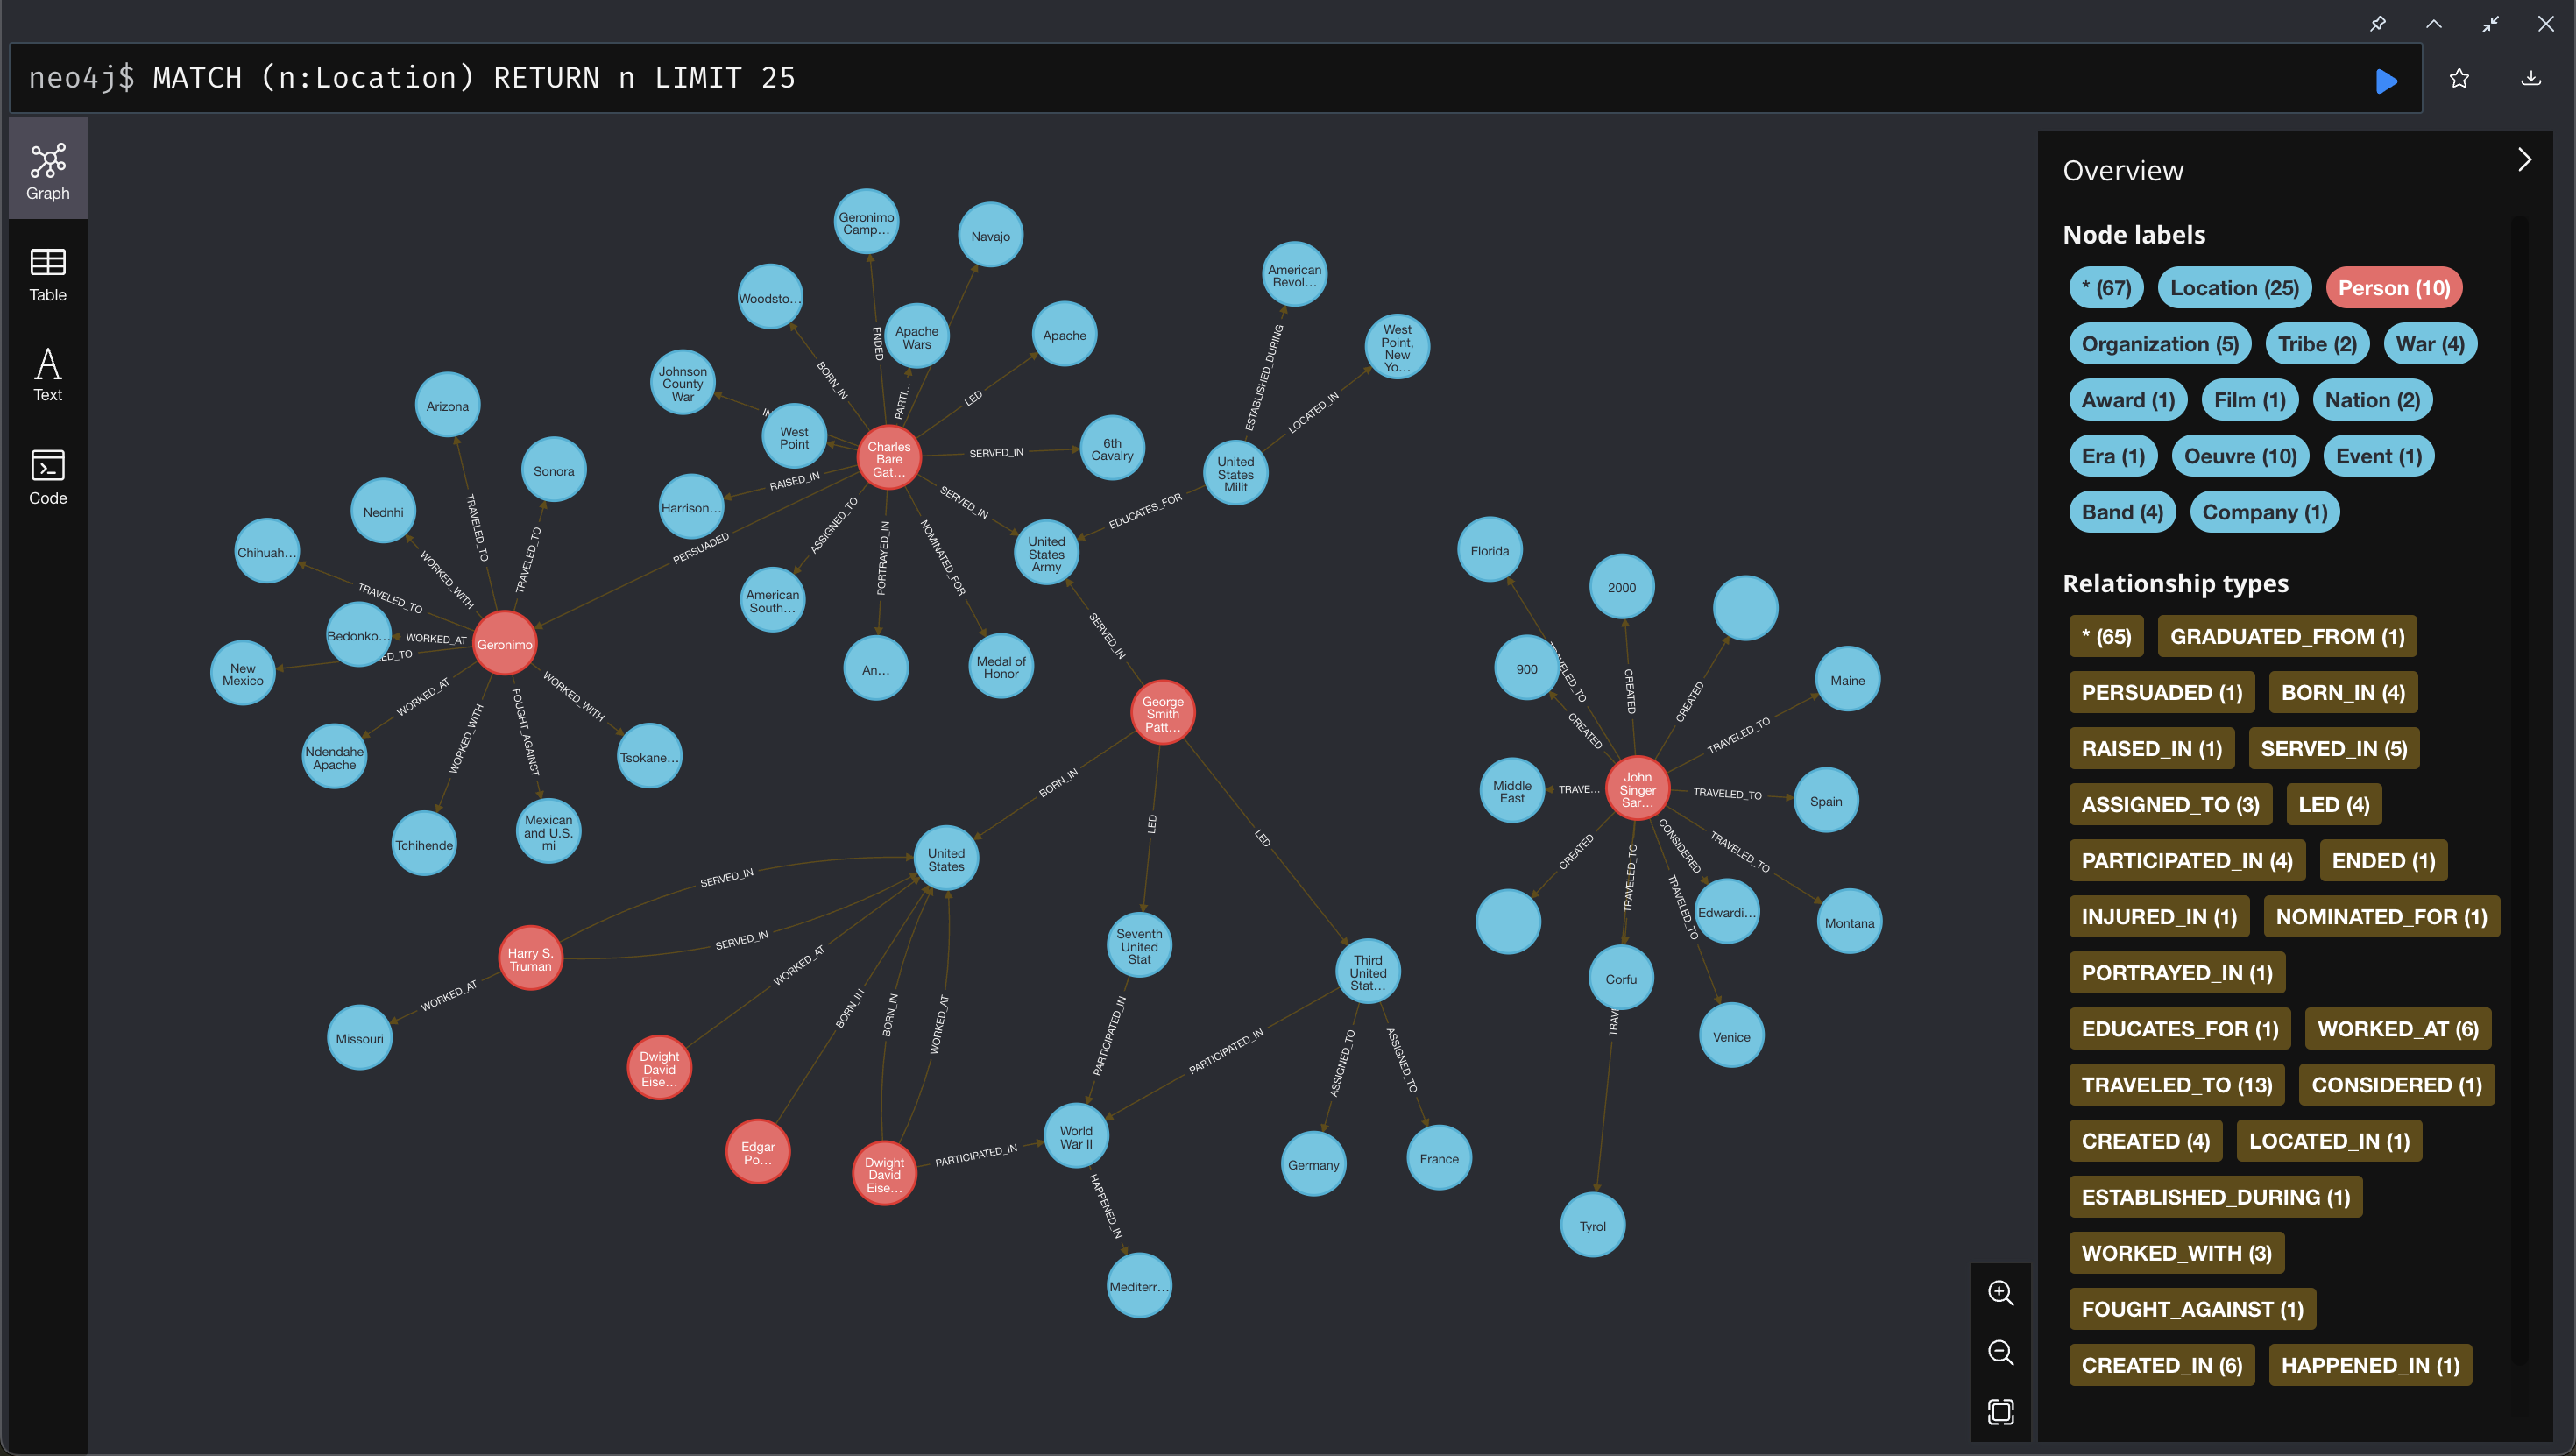 neo4j$ MATCH (n:Location) RETURN n LIMIT 25
Graph
Table
Text
Code
Geronimo
Camp...
Navajo
Woodsto...
Apache
Wars
Apache
Johnson
County
War
West
Point
Charles
Bare
Gat...
6th
Cavalry
Harrison...
American
South...
An...
Medal of
Honor
United
States
Army
United
States
Milit
American
Revol...
West
Point,
New
Yo...
ENDED
BORN_IN
PARTI...
LED
SERVED_IN
RAISED_IN
PERSUADED
ASSIGNED_TO
PORTRAYED_IN
NOMINATED_FOR
SERVED_IN
EDUCATES_FOR
ESTABLISHED_DURING
LOCATED_IN
Arizona
Sonora
Nednhi
Chihuah...
Bedonko...
New
Mexico
Geronimo
Ndendahe
Apache
Tchihende
Mexican
and U.S.
mi
Tsokane...
TRAVELED_TO
TRAVELED_TO
WORKED_WITH
TRAVELED_TO
WORKED_AT
ED_TO
WORKED_AT
WORKED_WITH
FOUGHT_AGAINST
WORKED_WITH
George
Smith
Patt...
SERVED_IN
BORN_IN
LED
LED
United
States
Harry S.
Truman
Missouri
Dwight
David
Eise...
Edgar
Po...
Dwight
David
Eise...
Seventh
United
Stat
Third
United
Stat...
World
War II
Germany
France
Mediterr...
SERVED_IN
SERVED_IN
WORKED_AT
WORKED_AT
BORN_IN
BORN_IN
WORKED_AT
PARTICIPATED_IN
PARTICIPATED_IN
PARTICIPATED_IN
ASSIGNED_TO
ASSIGNED_TO
HAPPENED_IN
Florida
2000
900
Maine
Middle
East
John
Singer
Sar...
Spain
Edwardi...
Montana
Corfu
Venice
Tyrol
TRAVELED_TO
CREATED
CREATED
CREATED
TRAVELED_TO
TRAVE...
TRAVELED_TO
CREATED
CONSIDERED
TRAVELED_TO
TRAVELED_TO
TRAVELED_TO
TRAV
Overview
Node labels
* (67) Location (25) Person (10)
Organization (5) Tribe (2) War (4)
Award (1) Film (1) Nation (2)
Era (1) Oeuvre (10) Event (1)
Band (4) Company (1)
Relationship types
* (65) GRADUATED_FROM (1)
PERSUADED (1) BORN_IN (4)
RAISED_IN (1) SERVED_IN (5)
ASSIGNED_TO (3) LED (4)
PARTICIPATED_IN (4) ENDED (1)
INJURED_IN (1) NOMINATED_FOR (1)
PORTRAYED_IN (1)
EDUCATES_FOR (1) WORKED_AT (6)
TRAVELED_TO (13) CONSIDERED (1)
CREATED (4) LOCATED_IN (1)
ESTABLISHED_DURING (1)
WORKED_WITH (3)
FOUGHT_AGAINST (1)
CREATED_IN (6) HAPPENED_IN (1)